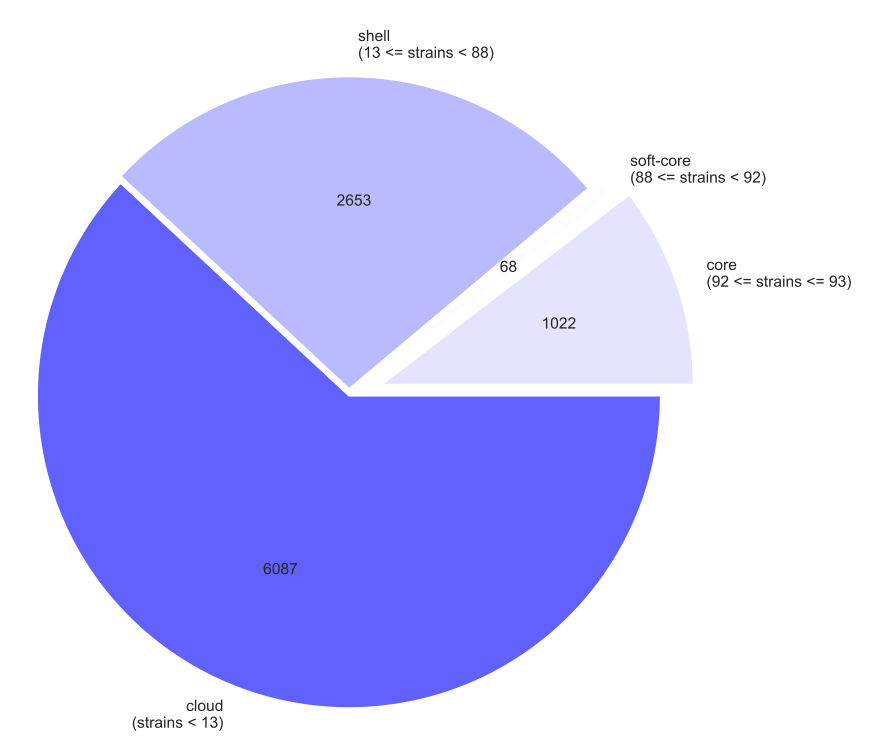 shell
(13 <= strains < 88)
soft-core
(88 <= strains < 92)
2653
68
core
(92 <= strains <= 93)
1022
6087
cloud
(strains < 13)